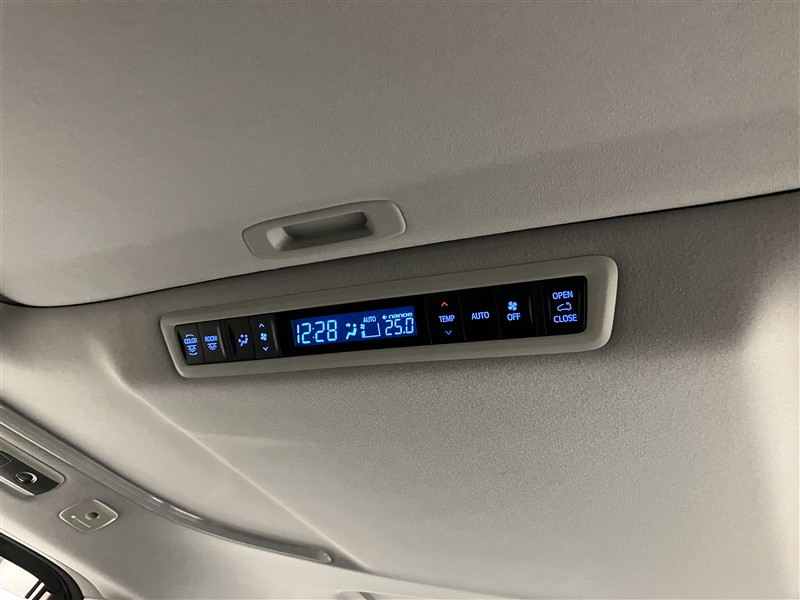 COLOR
ROOM
12:28
AUTO
nanoe
25.0
TEMP
AUTO
OFF
OPEN
CLOSE